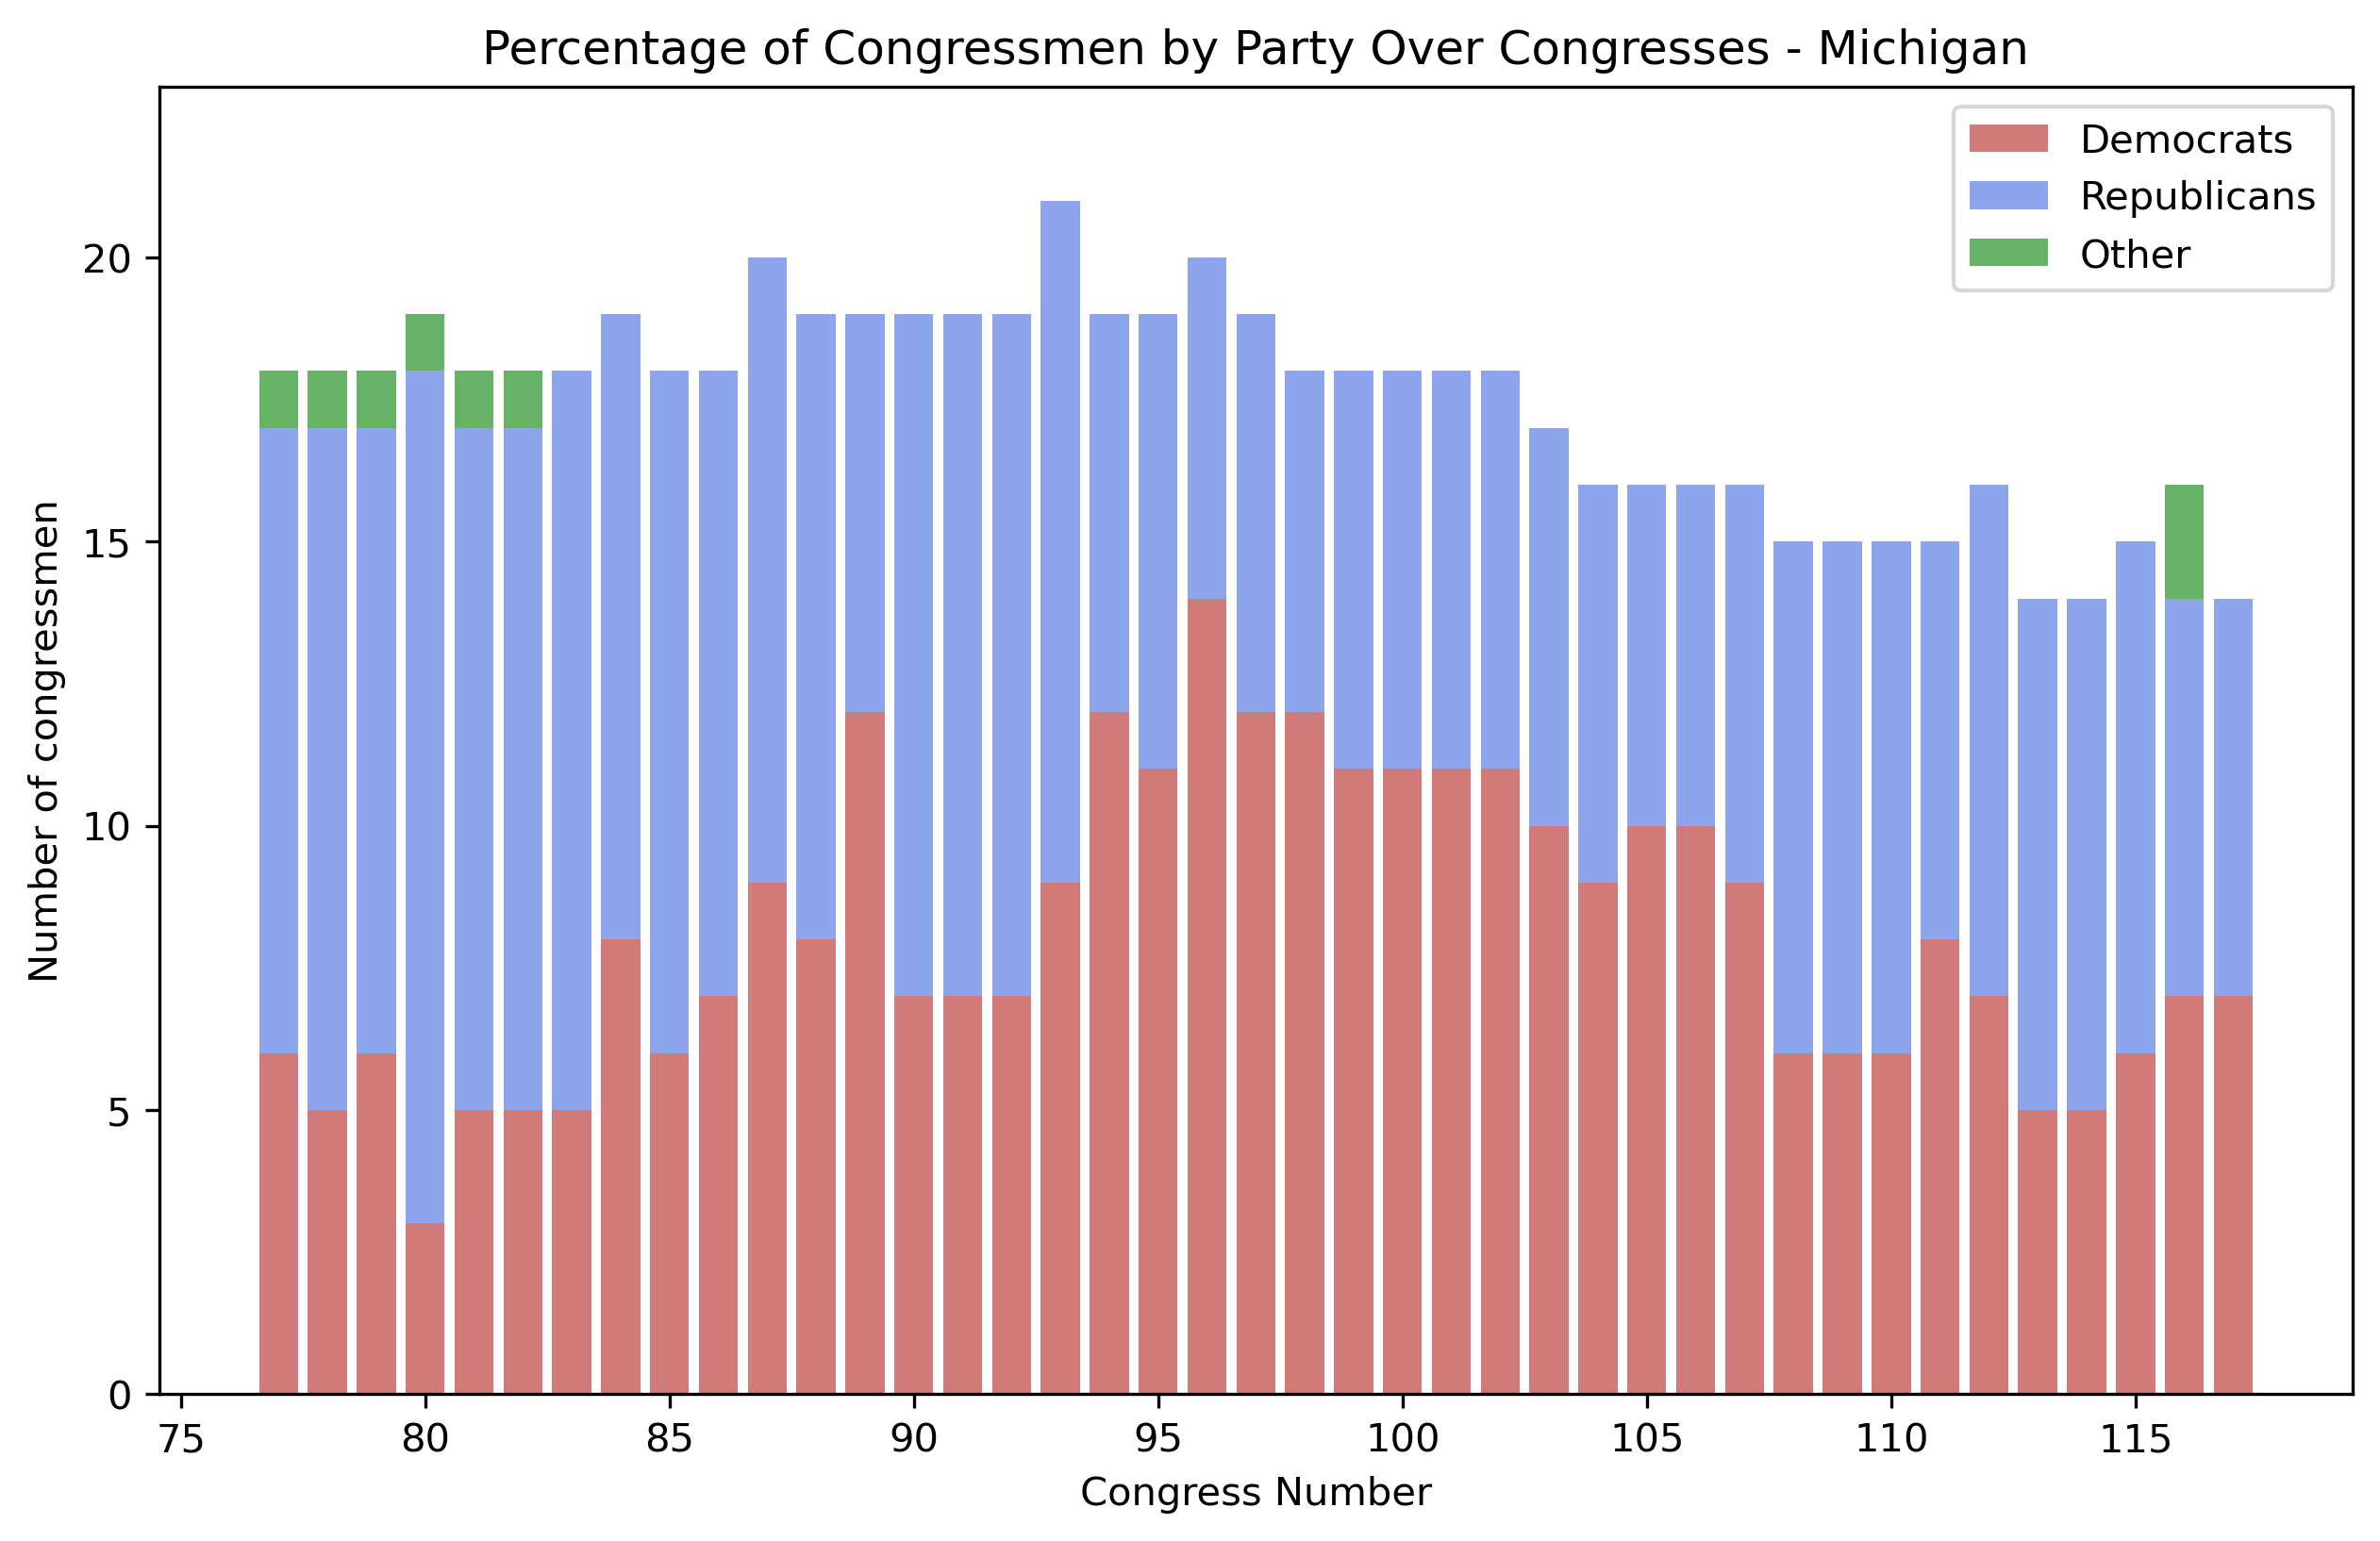 Percentage of Congressmen by Party Over Congresses - Michigan
Democrats
Republicans
Other
Number of congressmen
20
15
10
5
0
75 80 85 90 95 100 105 110 115
Congress Number